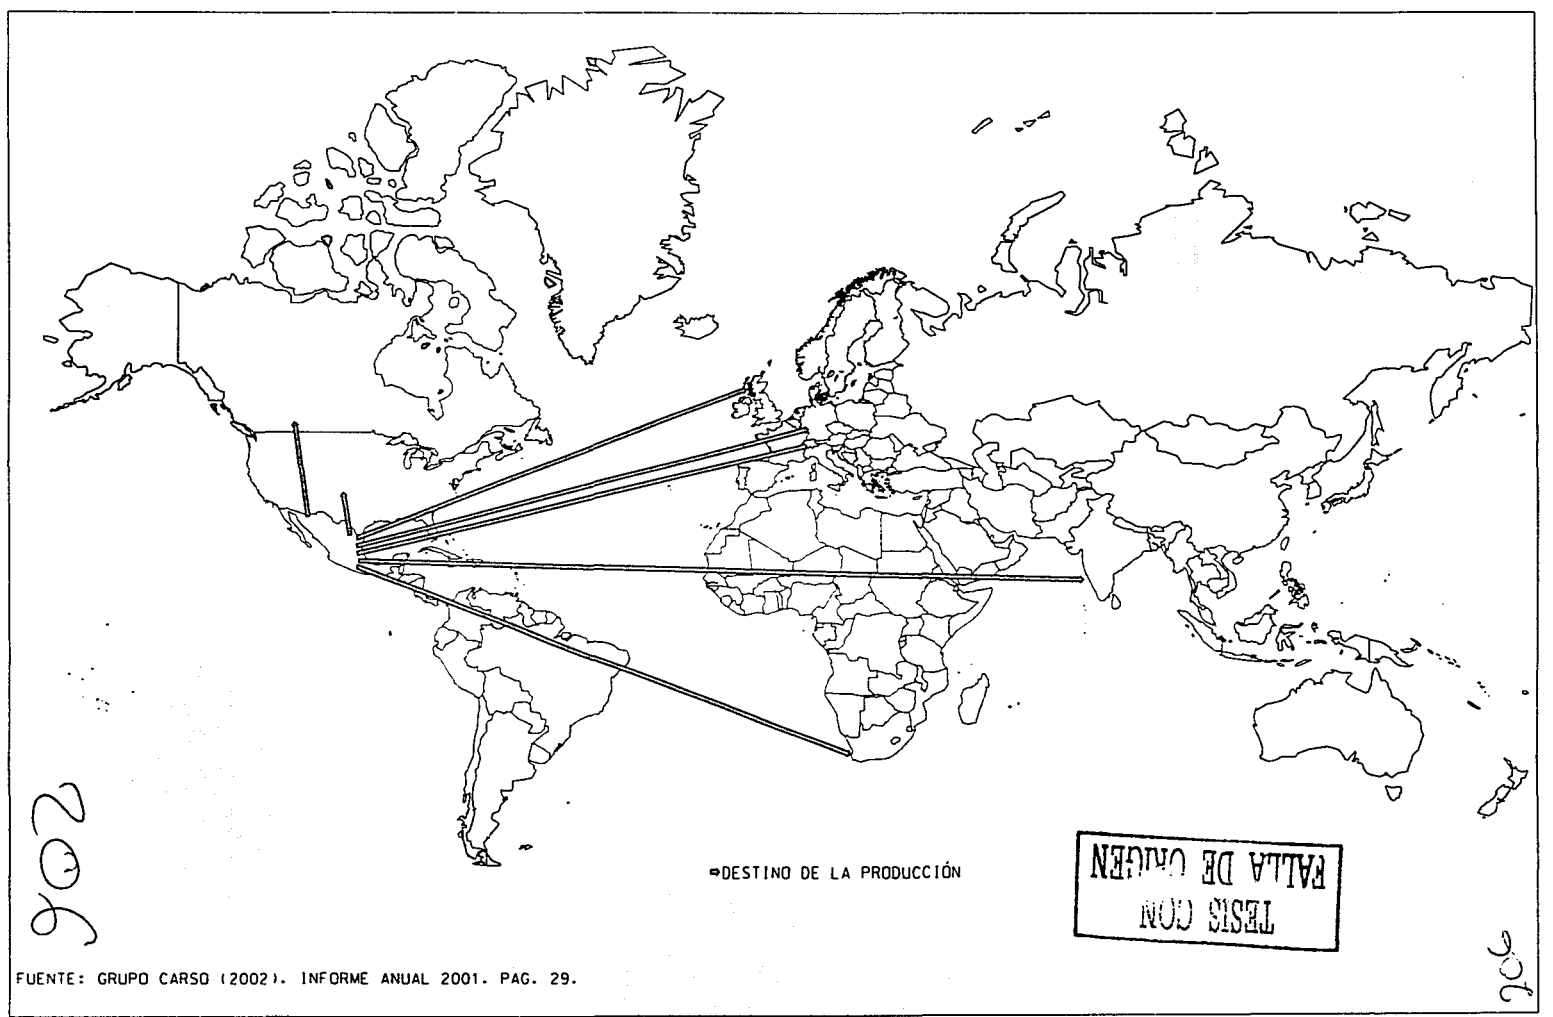 ⇨DESTINO DE LA PRODUCCIÓN
TESIS CON
FALLA DE ORIGEN
FUENTE: GRUPO CARSO (2002). INFORME ANUAL 2001. PAG. 29.
206
206